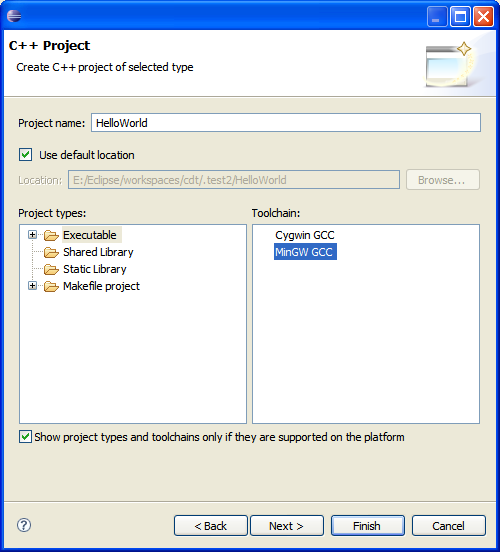 C++ Project
Create C++ project of selected type
Project name: HelloWorld
Use default location
Location: E:/Eclipse/workspaces/cdt/.test2/HelloWorld Browse...
Project types: Toolchain:
Executable Cygwin GCC
Shared Library MinGW GCC
Static Library
Makefile project
Show project types and toolchains only if they are supported on the platform
? < Back Next > Finish Cancel